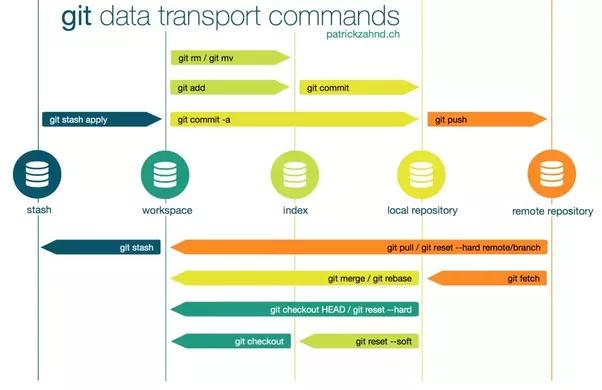 git data transport commands
patrickzahnd.ch
git rm / git mv
git add
git commit
git stash apply
git commit -a
git push
stash
workspace
index
local repository
remote repository
git stash
git pull / git reset --hard remote/branch
git merge / git rebase
git fetch
git checkout HEAD / git reset --hard
git checkout
git reset --soft